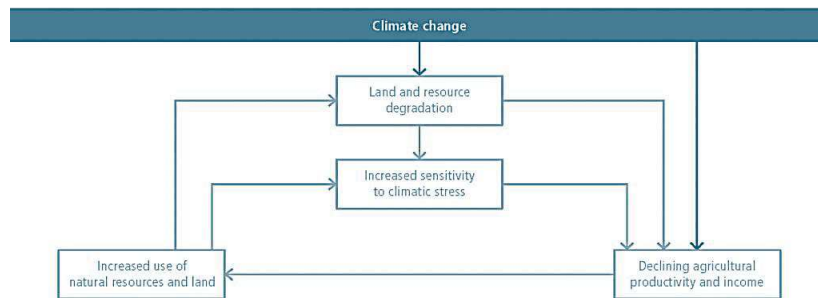 Climate change
Land and resource
degradation
Increased sensitivity
to climatic stress
Increased use of
natural resources and land
Declining agricultural
productivity and income